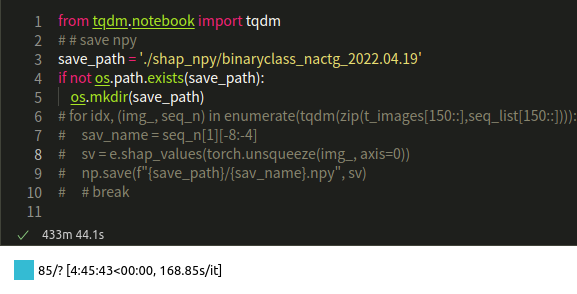 1 from tqdm.notebook import tqdm
2 # # save npy
3 save_path = './shap_npy/binaryclass_nactg_2022.04.19'
4 if not os.path.exists(save_path):
5 os.mkdir(save_path)
6 # for idx, (img_, seq_n) in enumerate(tqdm(zip(t_images[150::],seq_list[150::]))):
7 # sav_name = seq_n[1][-8:-4]
8 # sv = e.shap_values(torch.unsqueeze(img_, axis=0))
9 # np.save(f"{save_path}/{sav_name}.npy", sv)
10 # # break
11
433m 44.1s
85/? [4:45:43<00:00, 168.85s/it]